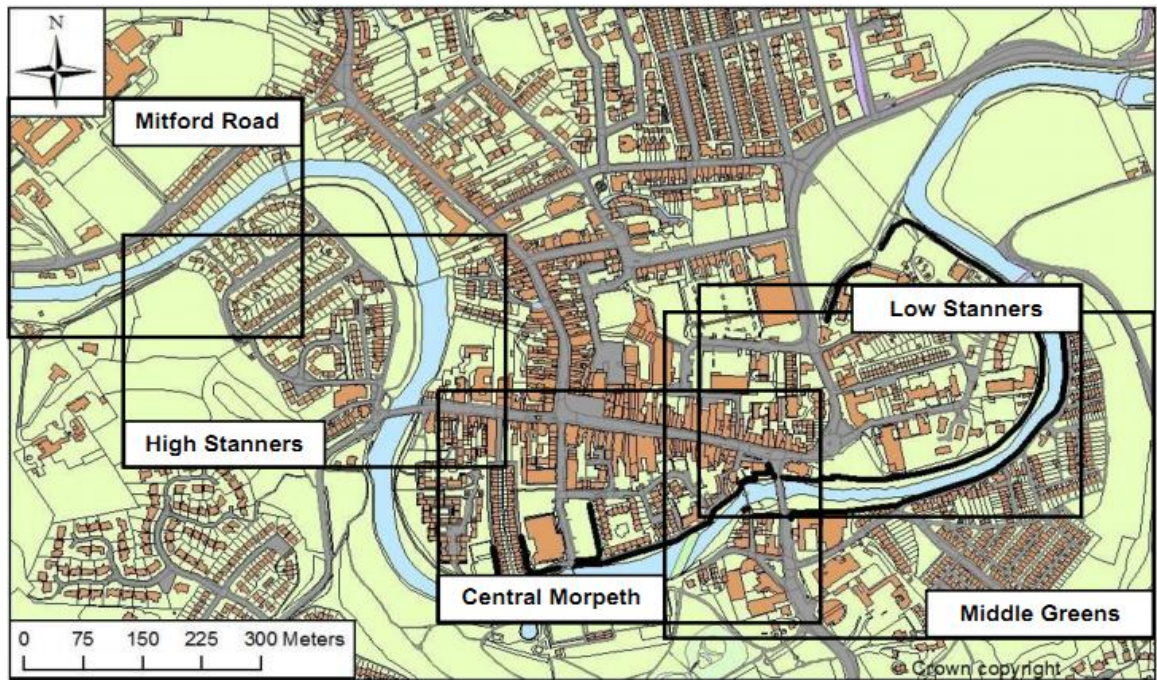 N
Mitford Road
Low Stanners
High Stanners
Central Morpeth
Middle Greens
0 75 150 225 300 Meters
© Crown copyright